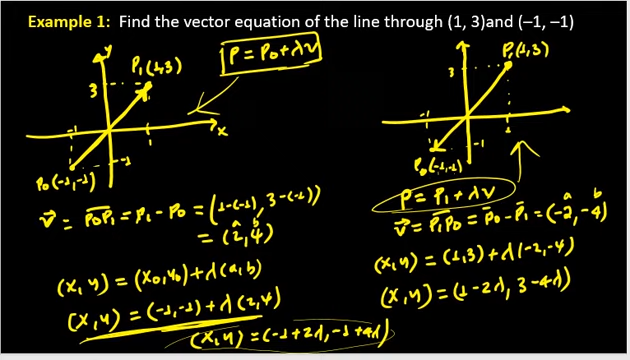 Example 1: Find the vector equation of the line through (1, 3)and (–1, –1)
y
P₁(1,3)
3
P = P₀ + λv
-1
1
x
-1
P₀(-1,-1)
v⃗ = P₀P₁ = P₁ - P₀ = (1-(-1), 3-(-1))
a b
= (2,4)
(x,y) = (x₀,y₀) + λ(a,b)
(x,y) = (-1,-1) + λ(2,4)
(x,y) = (-1+2λ, -1+4λ)
P₁(1,3)
3
-1
1
-1
P₀(-1,-1)
P = P₁ + λv
a b
v⃗ = P₁P₀ = P₀ - P₁ = (-2,-4)
(x,y) = (1,3) + λ(-2,-4)
(x,y) = (1-2λ, 3-4λ)